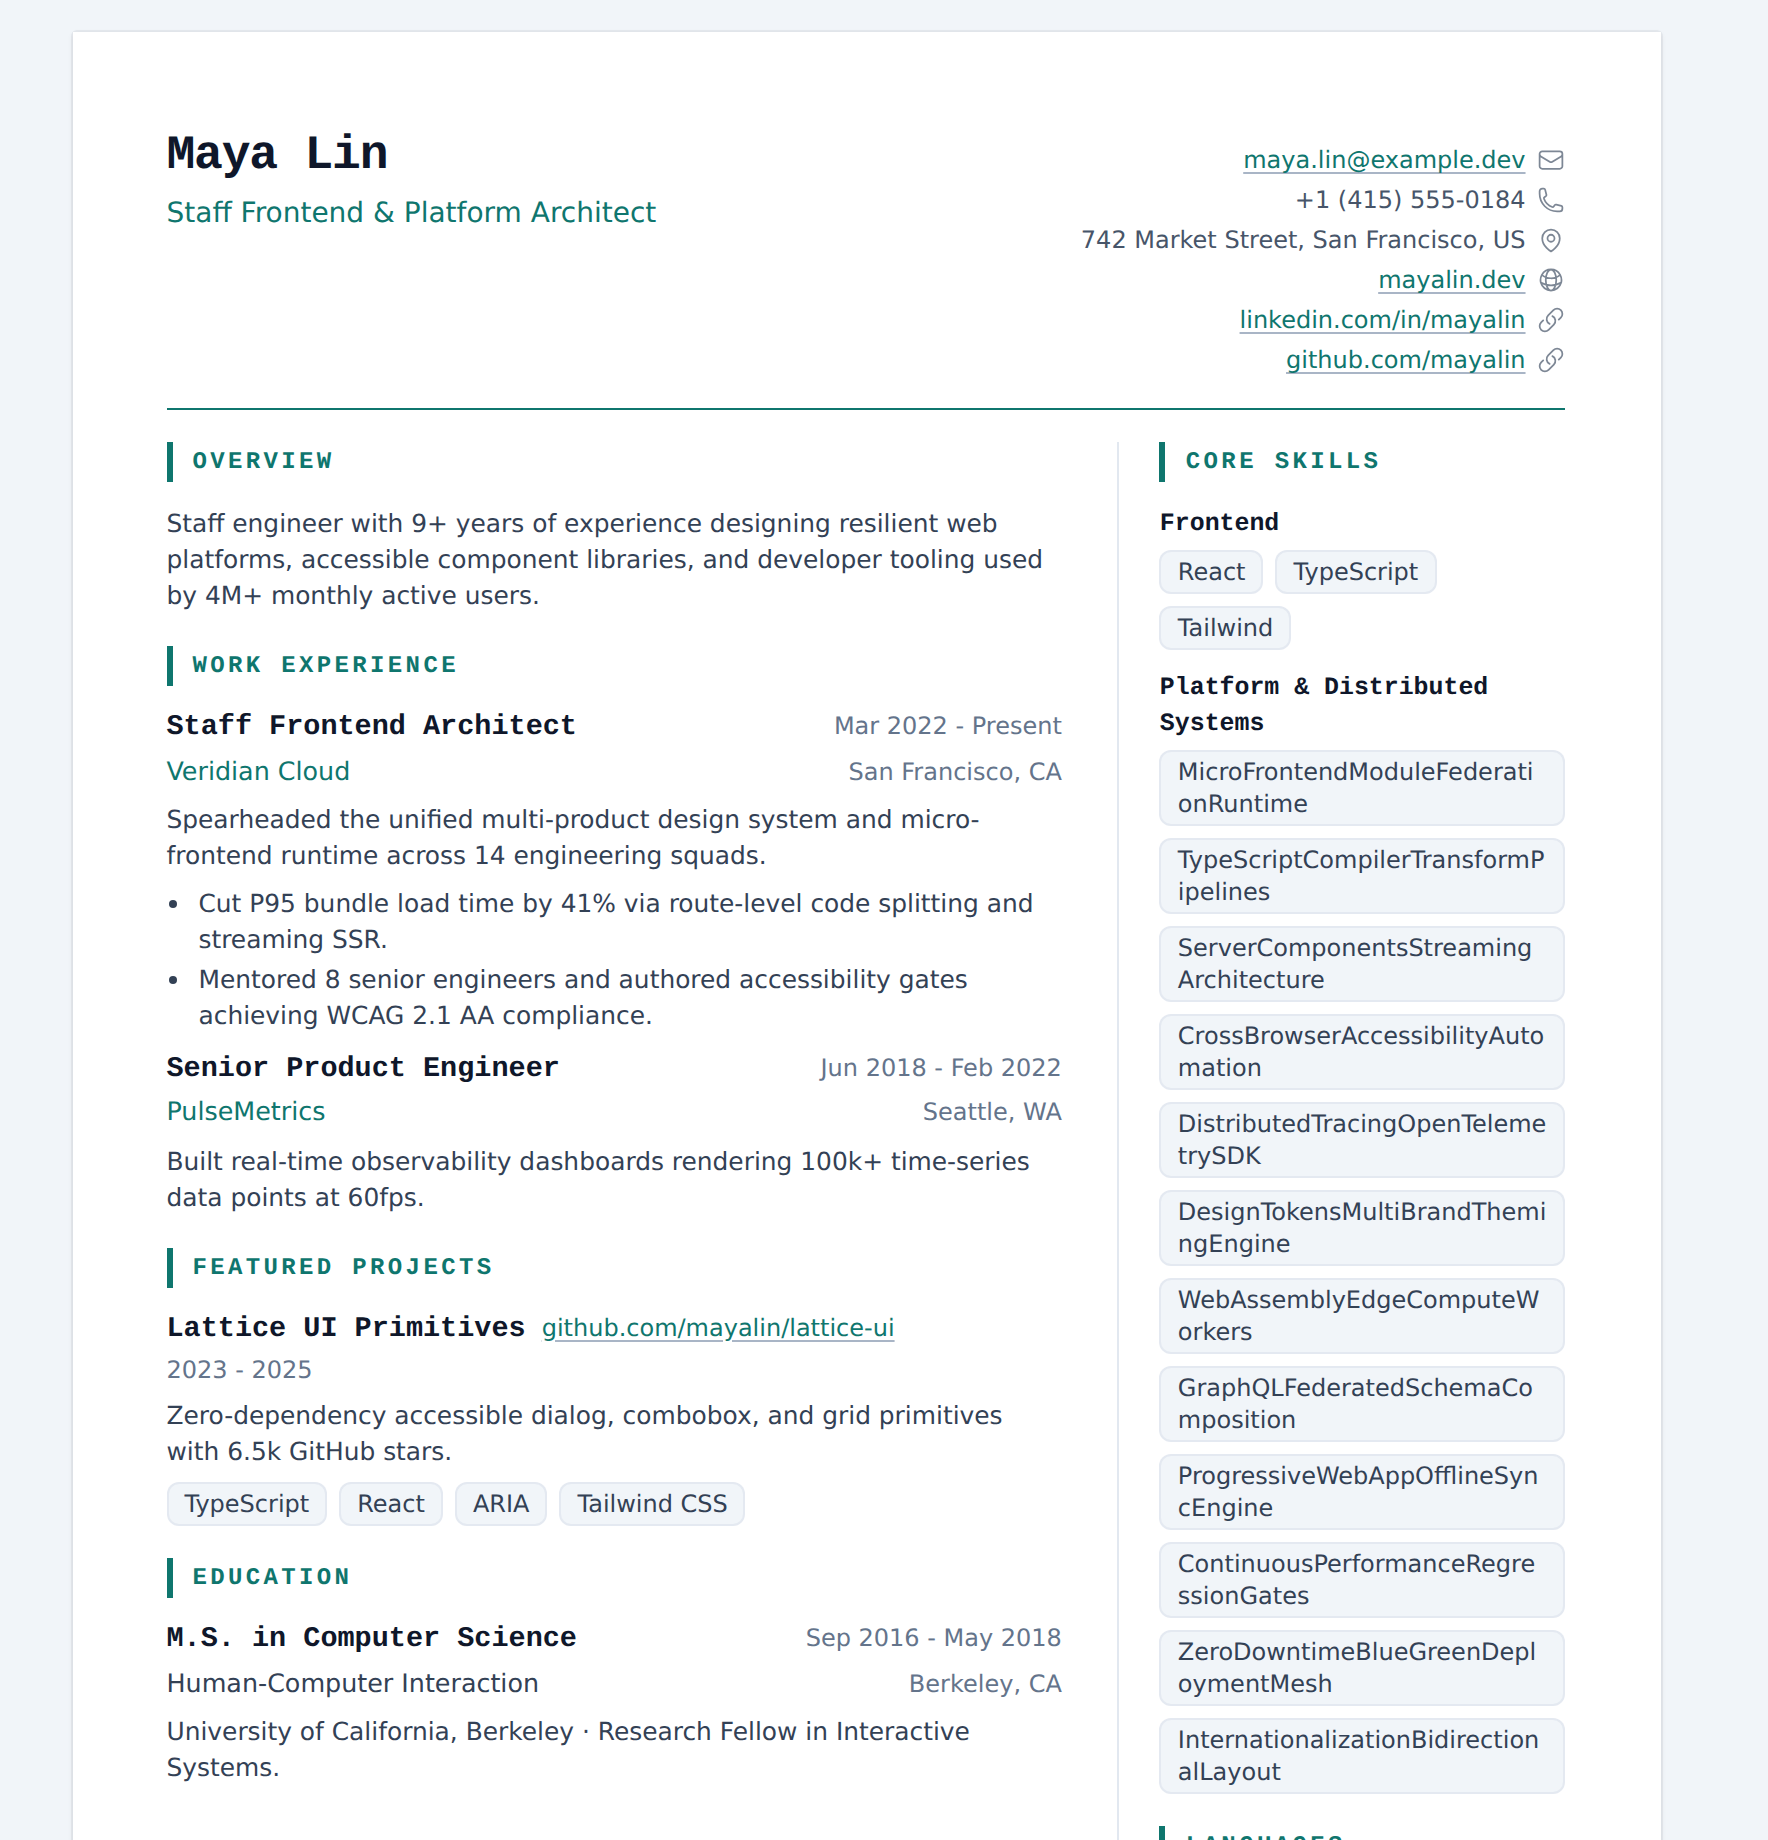 Maya Lin
Staff Frontend & Platform Architect
maya.lin@example.dev
+1 (415) 555-0184
742 Market Street, San Francisco, US
mayalin.dev
linkedin.com/in/mayalin
github.com/mayalin
OVERVIEW
Staff engineer with 9+ years of experience designing resilient web
platforms, accessible component libraries, and developer tooling used
by 4M+ monthly active users.
WORK EXPERIENCE
Staff Frontend Architect
Mar 2022 - Present
Veridian Cloud
San Francisco, CA
Spearheaded the unified multi-product design system and micro-
frontend runtime across 14 engineering squads.
• Cut P95 bundle load time by 41% via route-level code splitting and
streaming SSR.
• Mentored 8 senior engineers and authored accessibility gates
achieving WCAG 2.1 AA compliance.
Senior Product Engineer
Jun 2018 - Feb 2022
PulseMetrics
Seattle, WA
Built real-time observability dashboards rendering 100k+ time-series
data points at 60fps.
FEATURED PROJECTS
Lattice UI Primitives github.com/mayalin/lattice-ui
2023 - 2025
Zero-dependency accessible dialog, combobox, and grid primitives
with 6.5k GitHub stars.
TypeScript React ARIA Tailwind CSS
EDUCATION
M.S. in Computer Science
Sep 2016 - May 2018
Human-Computer Interaction
Berkeley, CA
University of California, Berkeley · Research Fellow in Interactive
Systems.
CORE SKILLS
Frontend
React TypeScript
Tailwind
Platform & Distributed
Systems
MicroFrontendModuleFederati
onRuntime
TypeScriptCompilerTransformP
ipelines
ServerComponentsStreaming
Architecture
CrossBrowserAccessibilityAuto
mation
DistributedTracingOpenTeleme
trySDK
DesignTokensMultiBrandThemi
ngEngine
WebAssemblyEdgeComputeW
orkers
GraphQLFederatedSchemaCo
mposition
ProgressiveWebAppOfflineSyn
cEngine
ContinuousPerformanceRegre
ssionGates
ZeroDowntimeBlueGreenDepl
oymentMesh
InternationalizationBidirection
alLayout
LANGUAGES